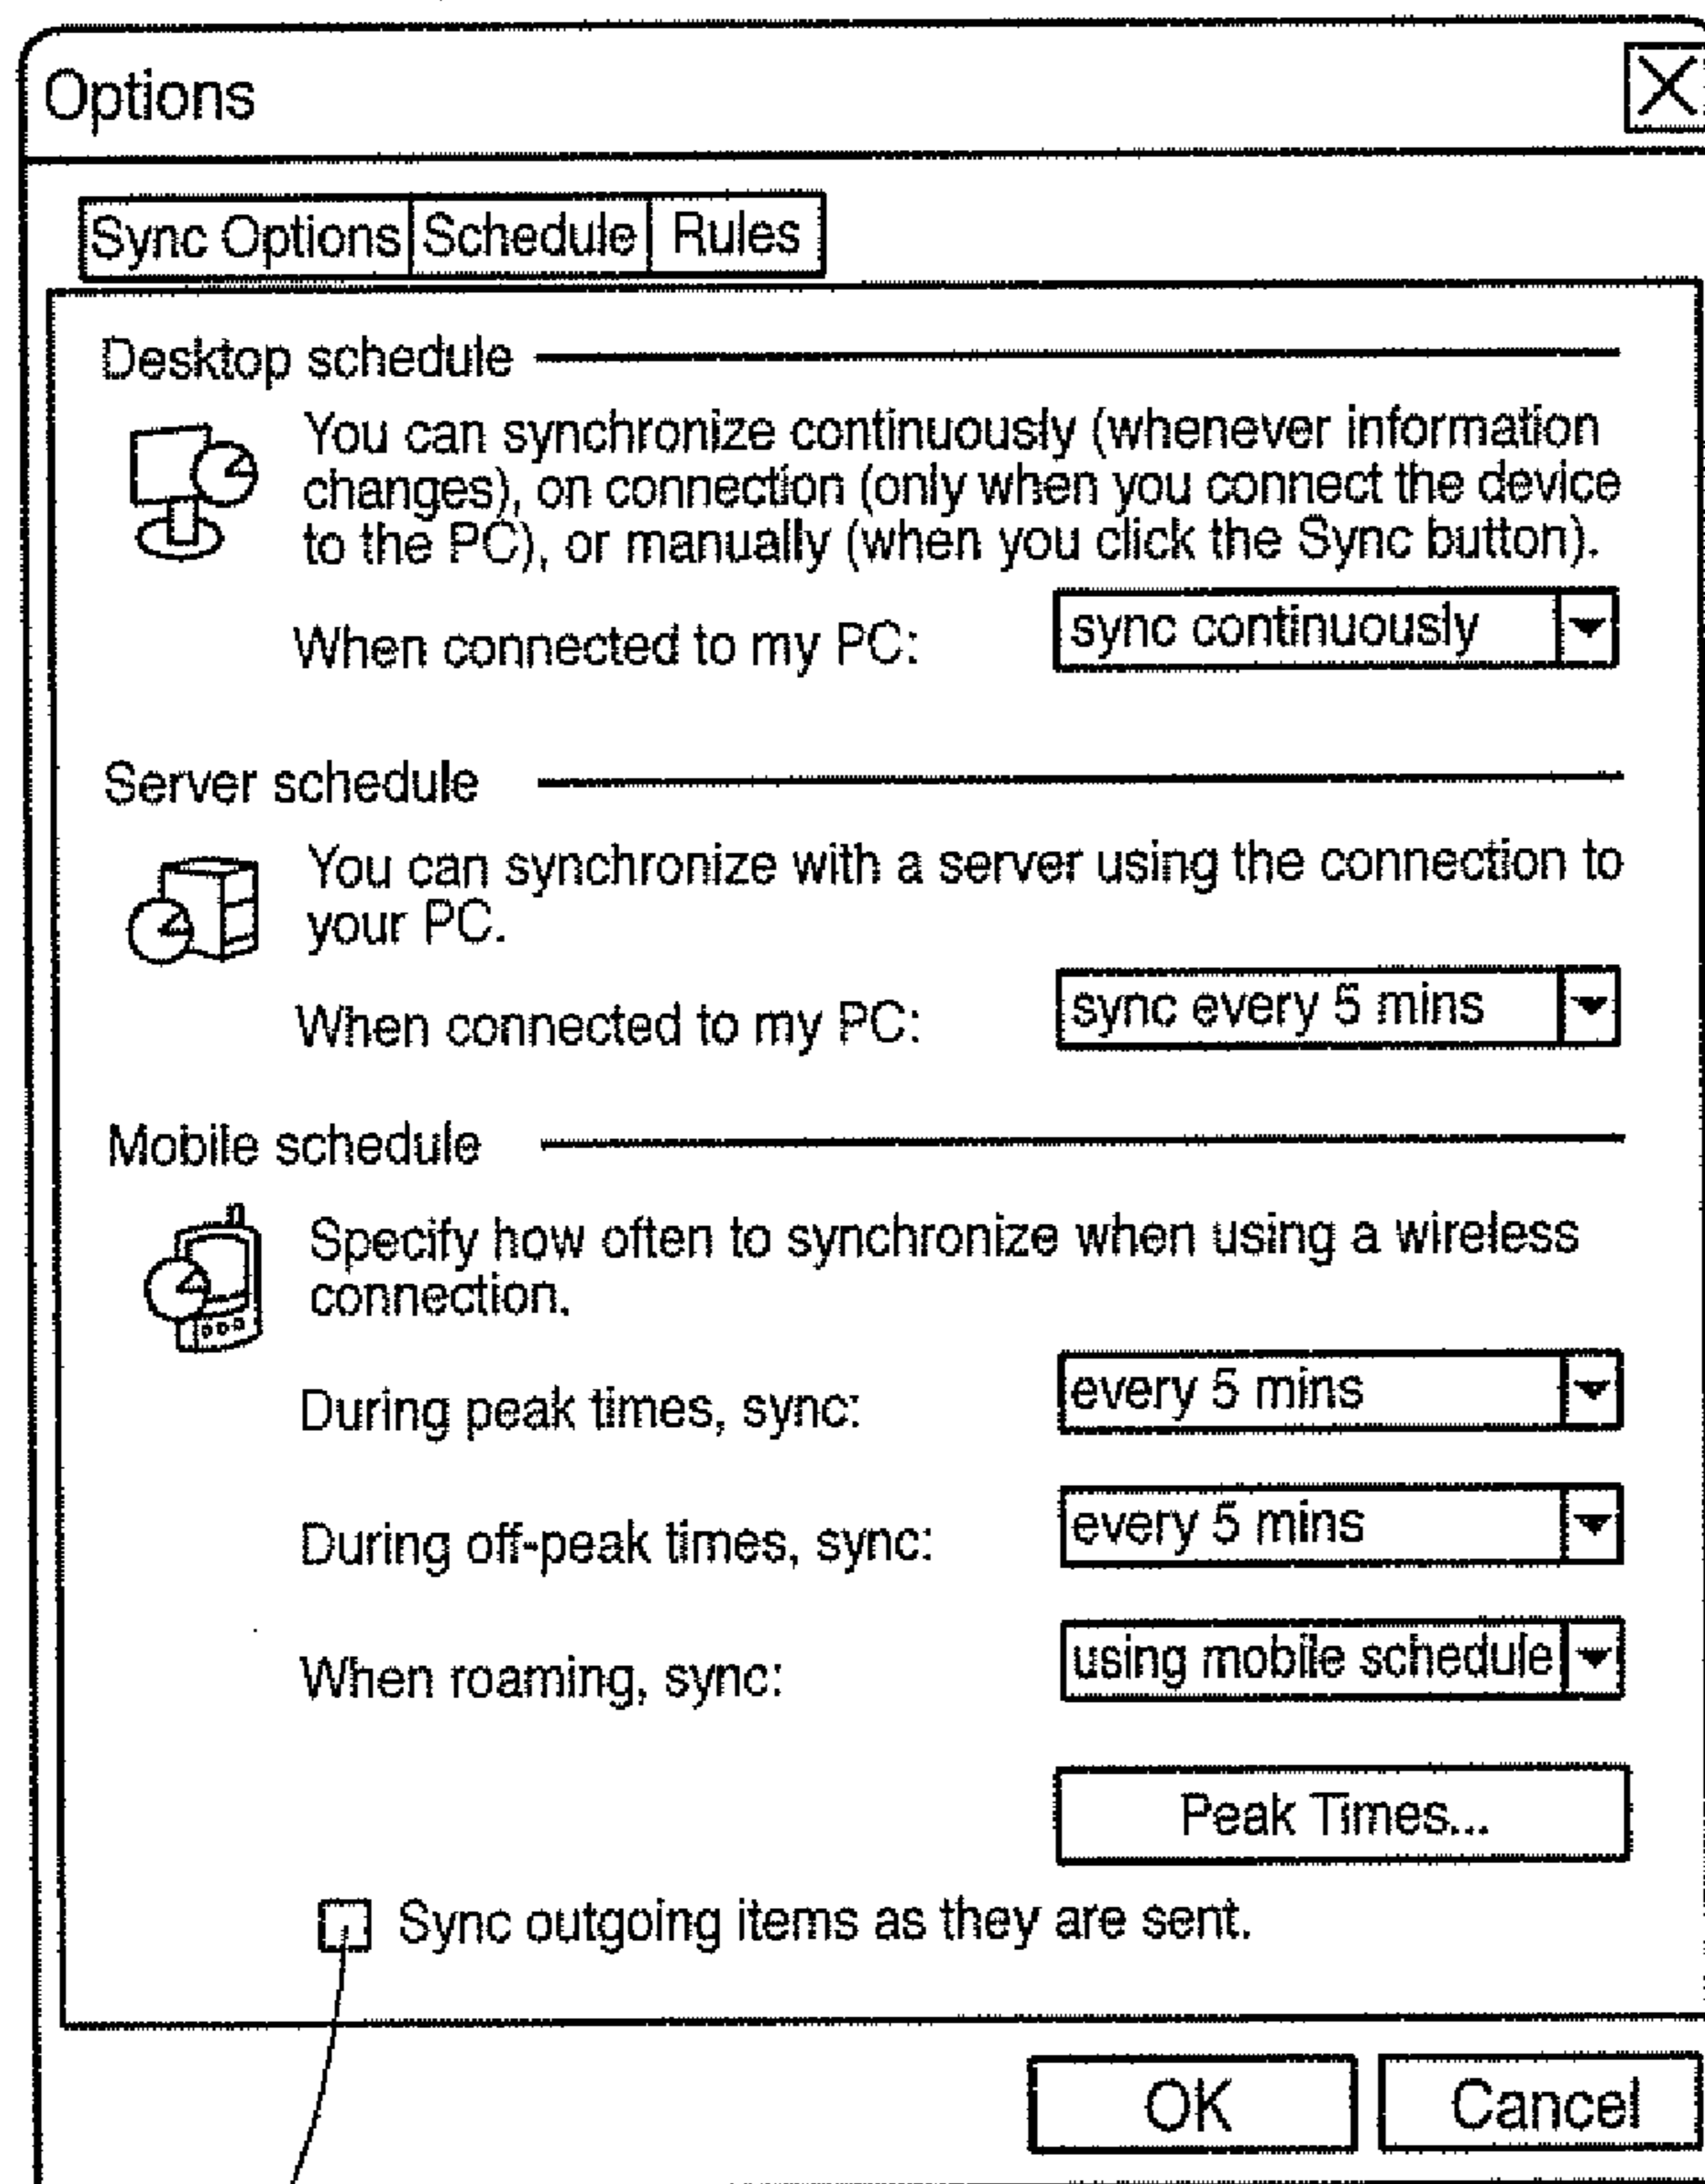 Options
Sync Options Schedule Rules
Desktop schedule
You can synchronize continuously (whenever information
changes), on connection (only when you connect the device
to the PC), or manually (when you click the Sync button).
When connected to my PC: sync continuously
Server schedule
You can synchronize with a server using the connection to
your PC.
When connected to my PC: sync every 5 mins
Mobile schedule
Specify how often to synchronize when using a wireless
connection.
During peak times, sync: every 5 mins
During off-peak times, sync: every 5 mins
When roaming, sync: using mobile schedule
Peak Times...
Sync outgoing items as they are sent.
OK Cancel